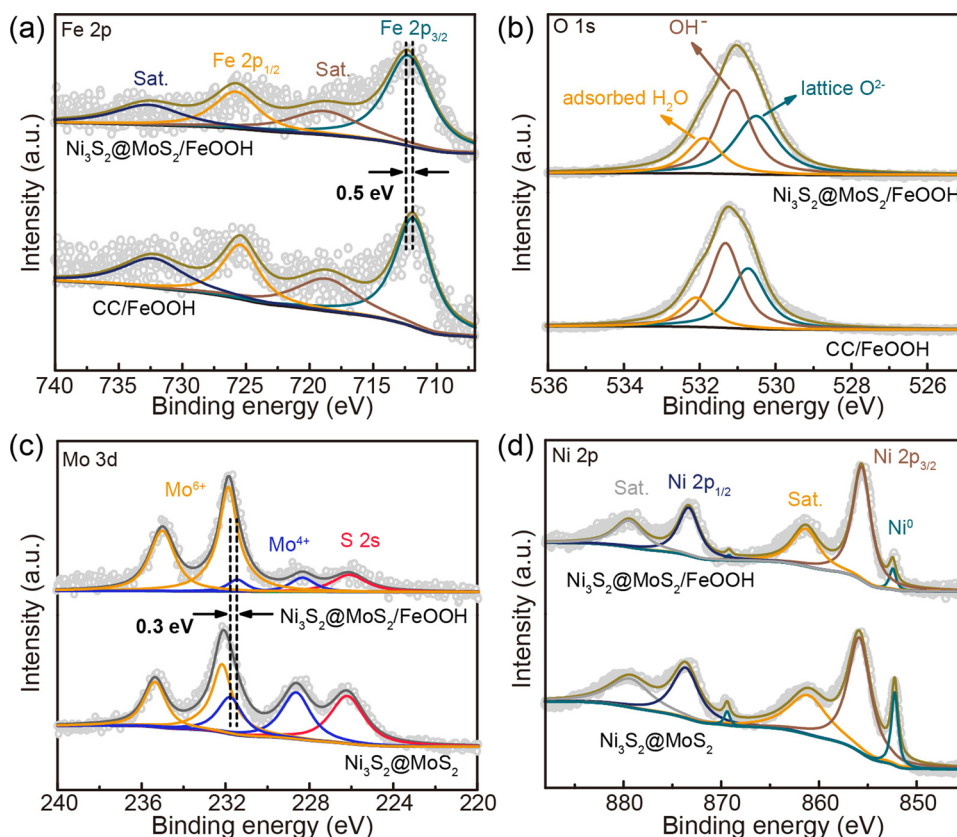 (a) Fe 2p
Fe 2p3/2
Fe 2p1/2
Sat.
Sat.
Ni3S2@MoS2/FeOOH
0.5 eV
CC/FeOOH
Intensity (a.u.)
740 735 730 725 720 715 710
Binding energy (eV)
(b) O 1s
OH−
adsorbed H2O
lattice O2-
Ni3S2@MoS2/FeOOH
CC/FeOOH
Intensity (a.u.)
536 534 532 530 528 526
Binding energy (eV)
(c) Mo 3d
Mo6+
Mo4+
S 2s
0.3 eV
Ni3S2@MoS2/FeOOH
Ni3S2@MoS2
Intensity (a.u.)
240 235 230 225 220
Binding energy (eV)
(d) Ni 2p
Ni 2p3/2
Sat.
Ni 2p1/2
Sat.
Ni0
Ni3S2@MoS2/FeOOH
Ni3S2@MoS2
Intensity (a.u.)
880 870 860 850
Binding energy (eV)